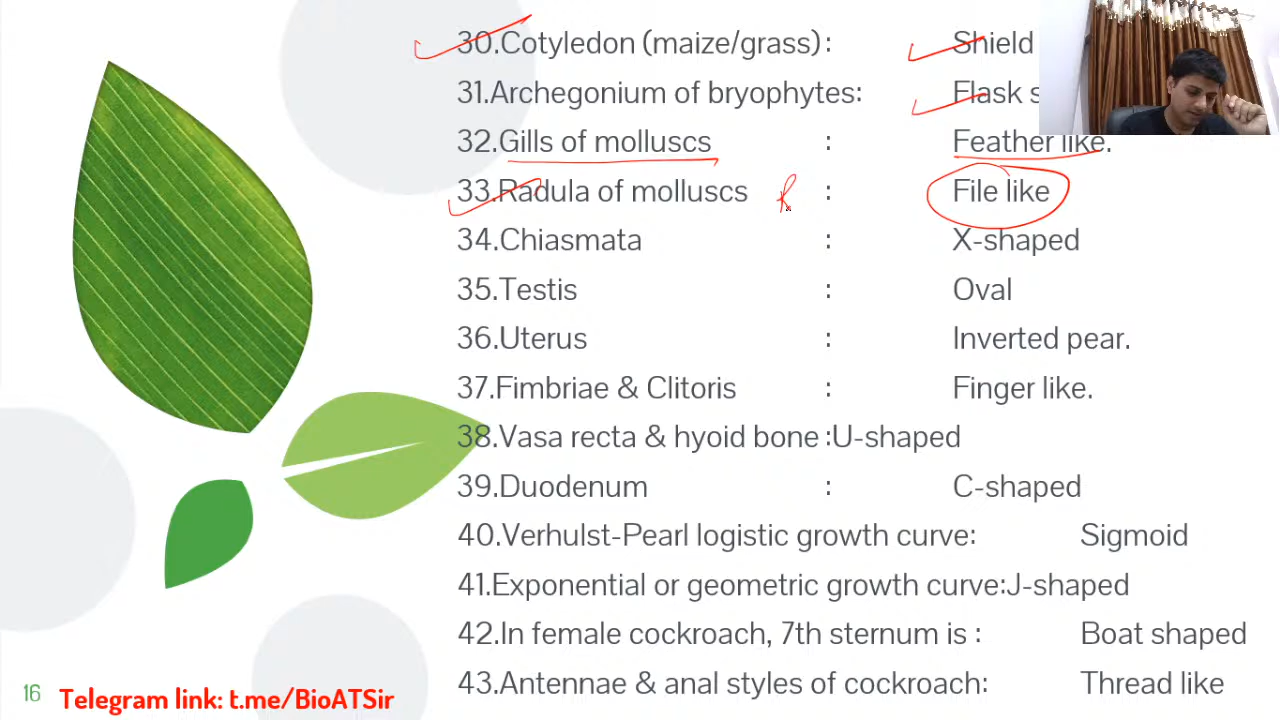 30.Cotyledon (maize/grass) : Shield
31.Archegonium of bryophytes: Flask s
32.Gills of molluscs : Feather like.
33.Radula of molluscs R : File like
34.Chiasmata : X-shaped
35.Testis : Oval
36.Uterus : Inverted pear.
37.Fimbriae & Clitoris : Finger like.
38.Vasa recta & hyoid bone :U-shaped
39.Duodenum : C-shaped
40.Verhulst-Pearl logistic growth curve: Sigmoid
41.Exponential or geometric growth curve:J-shaped
42.In female cockroach, 7th sternum is : Boat shaped
43.Antennae & anal styles of cockroach: Thread like
16 Telegram link: t.me/BioATSir